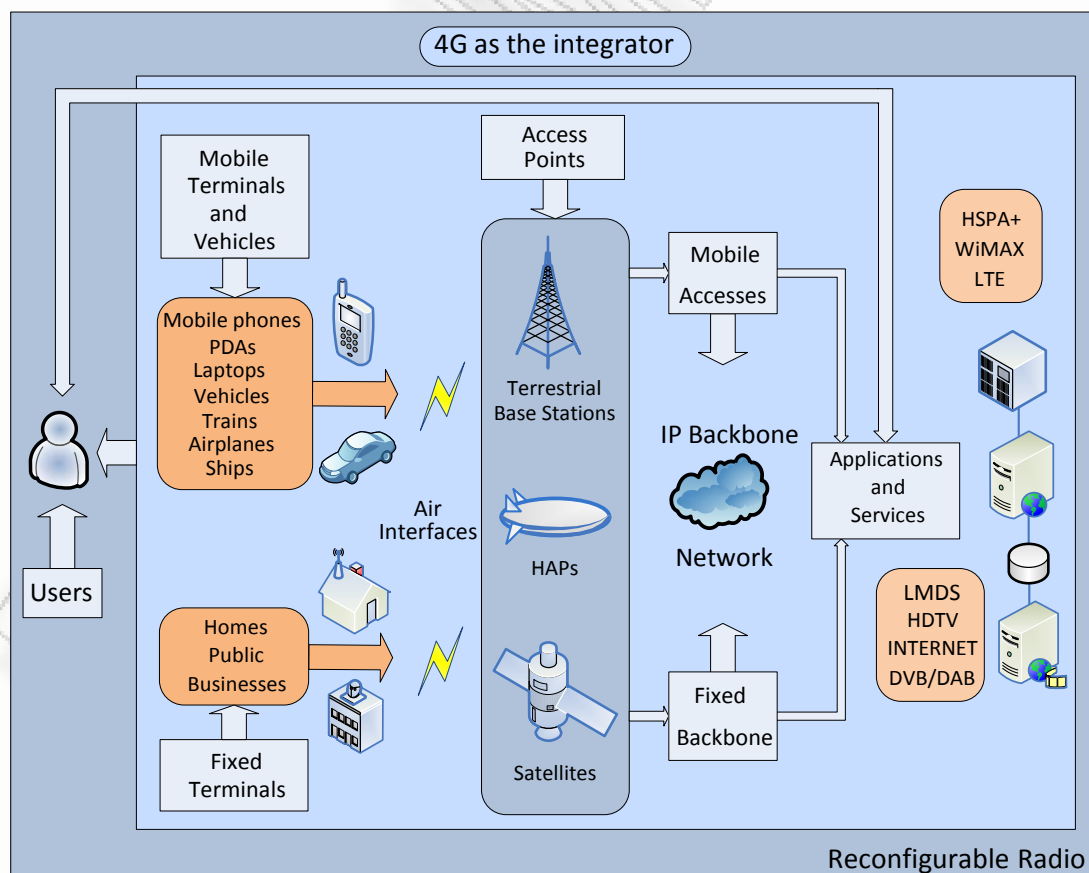 4G as the integrator
Mobile
Terminals
and
Vehicles
Access
Points
HSPA+
WiMAX
LTE
Mobile
Accesses
Mobile phones
PDAs
Laptops
Vehicles
Trains
Airplanes
Ships
Terrestrial
Base Stations
IP Backbone
Network
Applications
and
Services
Air
Interfaces
HAPs
Users
Homes
Public
Businesses
LMDS
HDTV
INTERNET
DVB/DAB
Fixed
Backbone
Fixed
Terminals
Satellites
Reconfigurable Radio